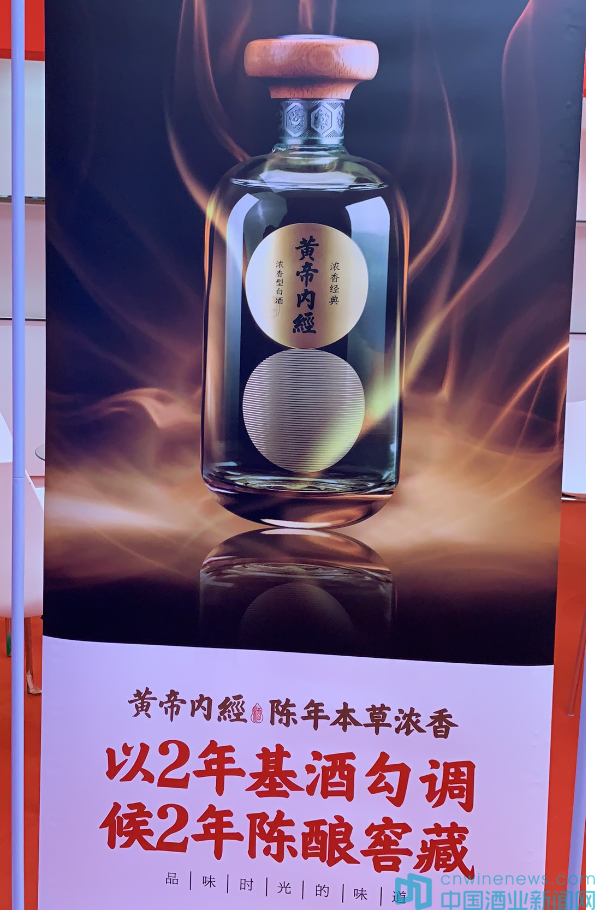 黄帝内經
浓香经典
浓香型白酒
黄帝内經 陈年本草浓香
以2年基酒勾调
候2年陈酿窖藏
品味时光的味道
cnwinenews.com
中国酒业新闻网